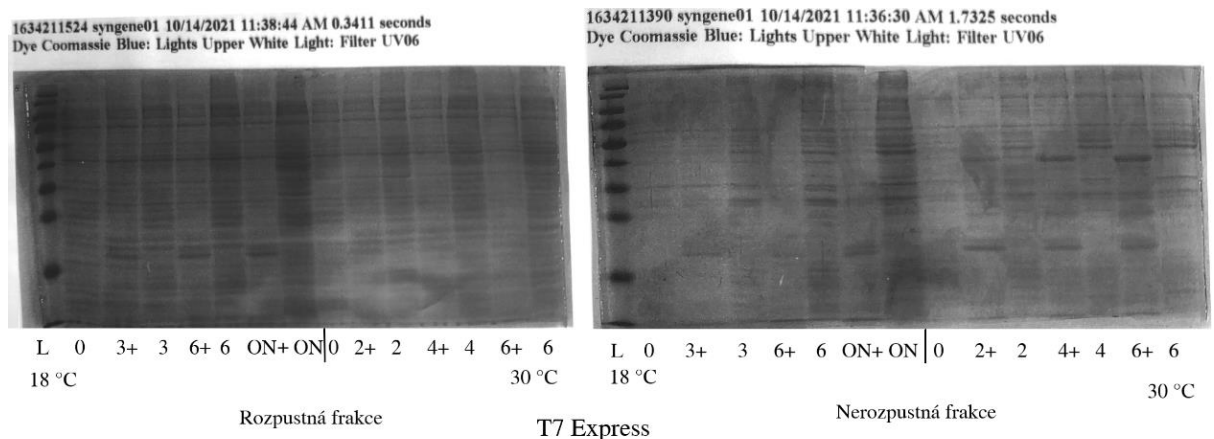 1634211524 syngene01 10/14/2021 11:38:44 AM 0.3411 seconds
Dye Coomassie Blue: Lights Upper White Light: Filter UV06
L 0 3+ 3 6+ 6 ON+ ON 0 2+ 2 4+ 4 6+ 6
18 °C 30 °C
Rozpustná frakce
1634211390 syngene01 10/14/2021 11:36:30 AM 1.7325 seconds
Dye Coomassie Blue: Lights Upper White Light: Filter UV06
L 0 3+ 3 6+ 6 ON+ ON 0 2+ 2 4+ 4 6+ 6
18 °C 30 °C
Nerozpustná frakce
T7 Express